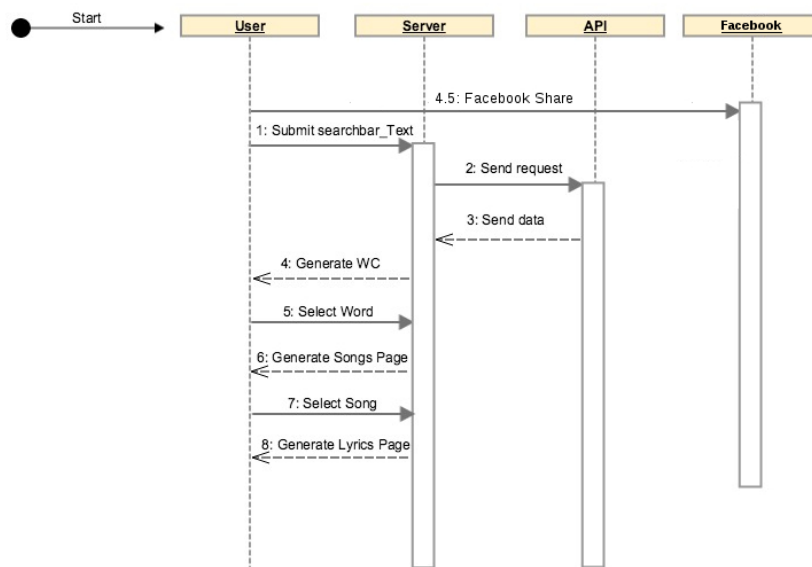 Start
User
Server
API
Facebook
4.5: Facebook Share
1: Submit searchbar_Text
2: Send request
3: Send data
4: Generate WC
5: Select Word
6: Generate Songs Page
7: Select Song
8: Generate Lyrics Page